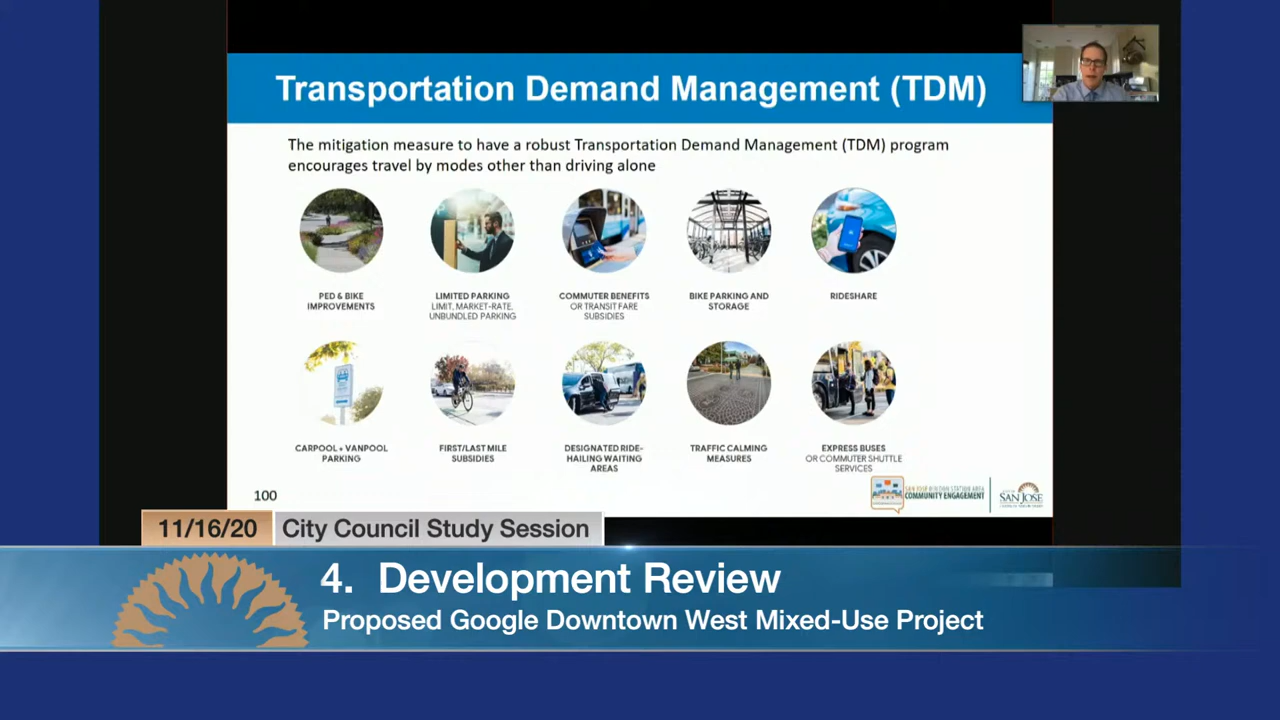 Transportation Demand Management (TDM)
The mitigation measure to have a robust Transportation Demand Management (TDM) program
encourages travel by modes other than driving alone
PED & BIKE
IMPROVEMENTS
LIMITED PARKING
LIMIT, MARKET-RATE,
UNBUNDLED PARKING
COMMUTER BENEFITS
OR TRANSIT FARE
SUBSIDIES
BIKE PARKING AND
STORAGE
RIDESHARE
CARPOOL + VANPOOL
PARKING
FIRST/LAST MILE
SUBSIDIES
DESIGNATED RIDE-
HAILING WAITING
AREAS
TRAFFIC CALMING
MEASURES
EXPRESS BUSES
OR COMMUTER SHUTTLE
SERVICES
100
SAN JOSE DIRIDON STATION AREA
COMMUNITY ENGAGEMENT
SAN JOSE
11/16/20 City Council Study Session
4. Development Review
Proposed Google Downtown West Mixed-Use Project